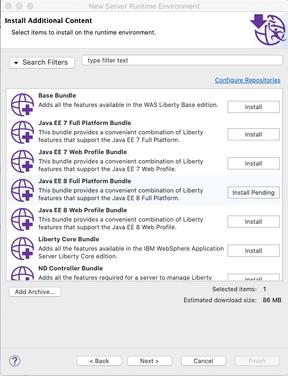 New Server Runtime Environment
Install Additional Content
Select items to install on the runtime environment.
Search Filters
type filter text
Configure Repositories
Base Bundle
Adds all the features available in the WAS Liberty Base edition.
Install
Java EE 7 Full Platform Bundle
This bundle provides a convenient combination of Liberty
features that support the Java EE 7 Full Platform.
Install
Java EE 7 Web Profile Bundle
This bundle provides a convenient combination of Liberty
features that support the Java EE 7 Web Profile.
Install
Java EE 8 Full Platform Bundle
This bundle provides a convenient combination of Liberty
features that support the Java EE 8 Full Platform.
Install Pending
Java EE 8 Web Profile Bundle
This bundle provides a convenient combination of Liberty
features that support the Java EE 8 Web Profile.
Install
Liberty Core Bundle
Adds all the features available in the IBM WebSphere Application
Server Liberty Core edition.
Install
ND Controller Bundle
Adds all the features required for a server to manage Liberty
Install
Add Archive...
Selected items: 1
Estimated download size: 86 MB
?
< Back
Next >
Cancel
Finish